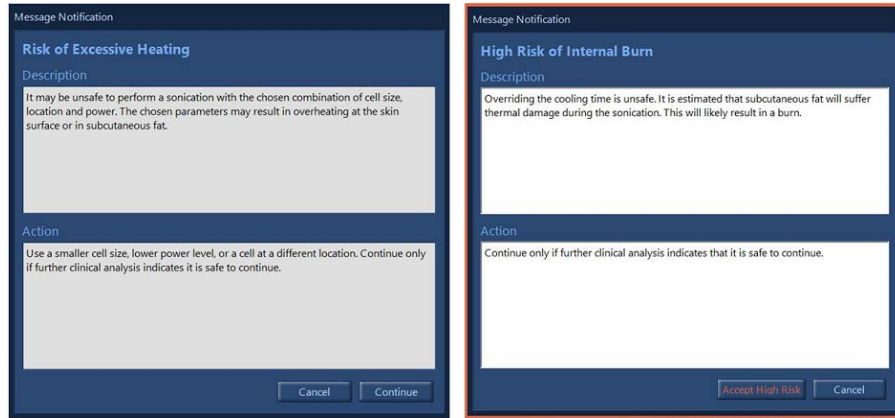 Message Notification
Risk of Excessive Heating
Description
It may be unsafe to perform a sonication with the chosen combination of cell size,
location and power. The chosen parameters may result in overheating at the skin
surface or in subcutaneous fat.
Action
Use a smaller cell size, lower power level, or a cell at a different location. Continue only
if further clinical analysis indicates it is safe to continue.
Cancel
Continue
Message Notification
High Risk of Internal Burn
Description
Overriding the cooling time is unsafe. It is estimated that subcutaneous fat will suffer
thermal damage during the sonication. This will likely result in a burn.
Action
Continue only if further clinical analysis indicates that it is safe to continue.
Accept High Risk
Cancel